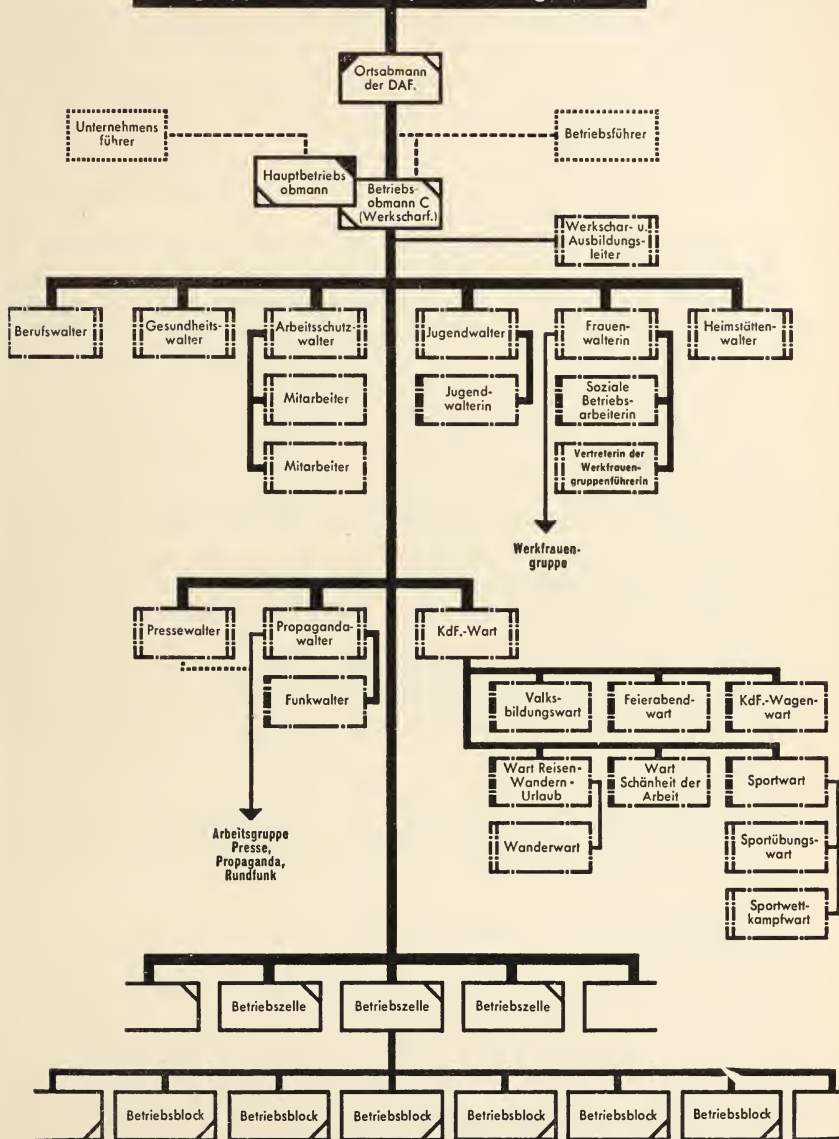 Ortsabmann
der DAF.
Unternehmens
führer
Betriebsführer
Hauptbetriebs
obmann
Betriebs-
obmann C
(Werkscharf.)
Werkschar- u.
Ausbildungs-
leiter
Berufswalter
Gesundheits-
walter
Arbeitsschutz-
walter
Jugendwalter
Frauen-
walterin
Heimstätten-
walter
Mitarbeiter
Jugend-
walterin
Soziale
Betriebs-
arbeiterin
Mitarbeiter
Vertreterin der
Werkfrauen-
gruppenführerin
Werkfrauen-
gruppe
Pressewalter
Propaganda-
walter
KdF.-Wart
Funkwalter
Valks-
bildungswart
Feierabend-
wart
KdF.-Wagen-
wart
Wart Reisen-
Wandern-
Urlaub
Wart
Schänheit der
Arbeit
Sportwart
Arbeitsgruppe
Presse,
Propaganda,
Rundfunk
Wanderwart
Sportübungs-
wart
Sportwett-
kampfwart
Betriebszelle
Betriebszelle
Betriebszelle
Betriebsblock
Betriebsblock
Betriebsblock
Betriebsblock
Betriebsblock
Betriebsblock